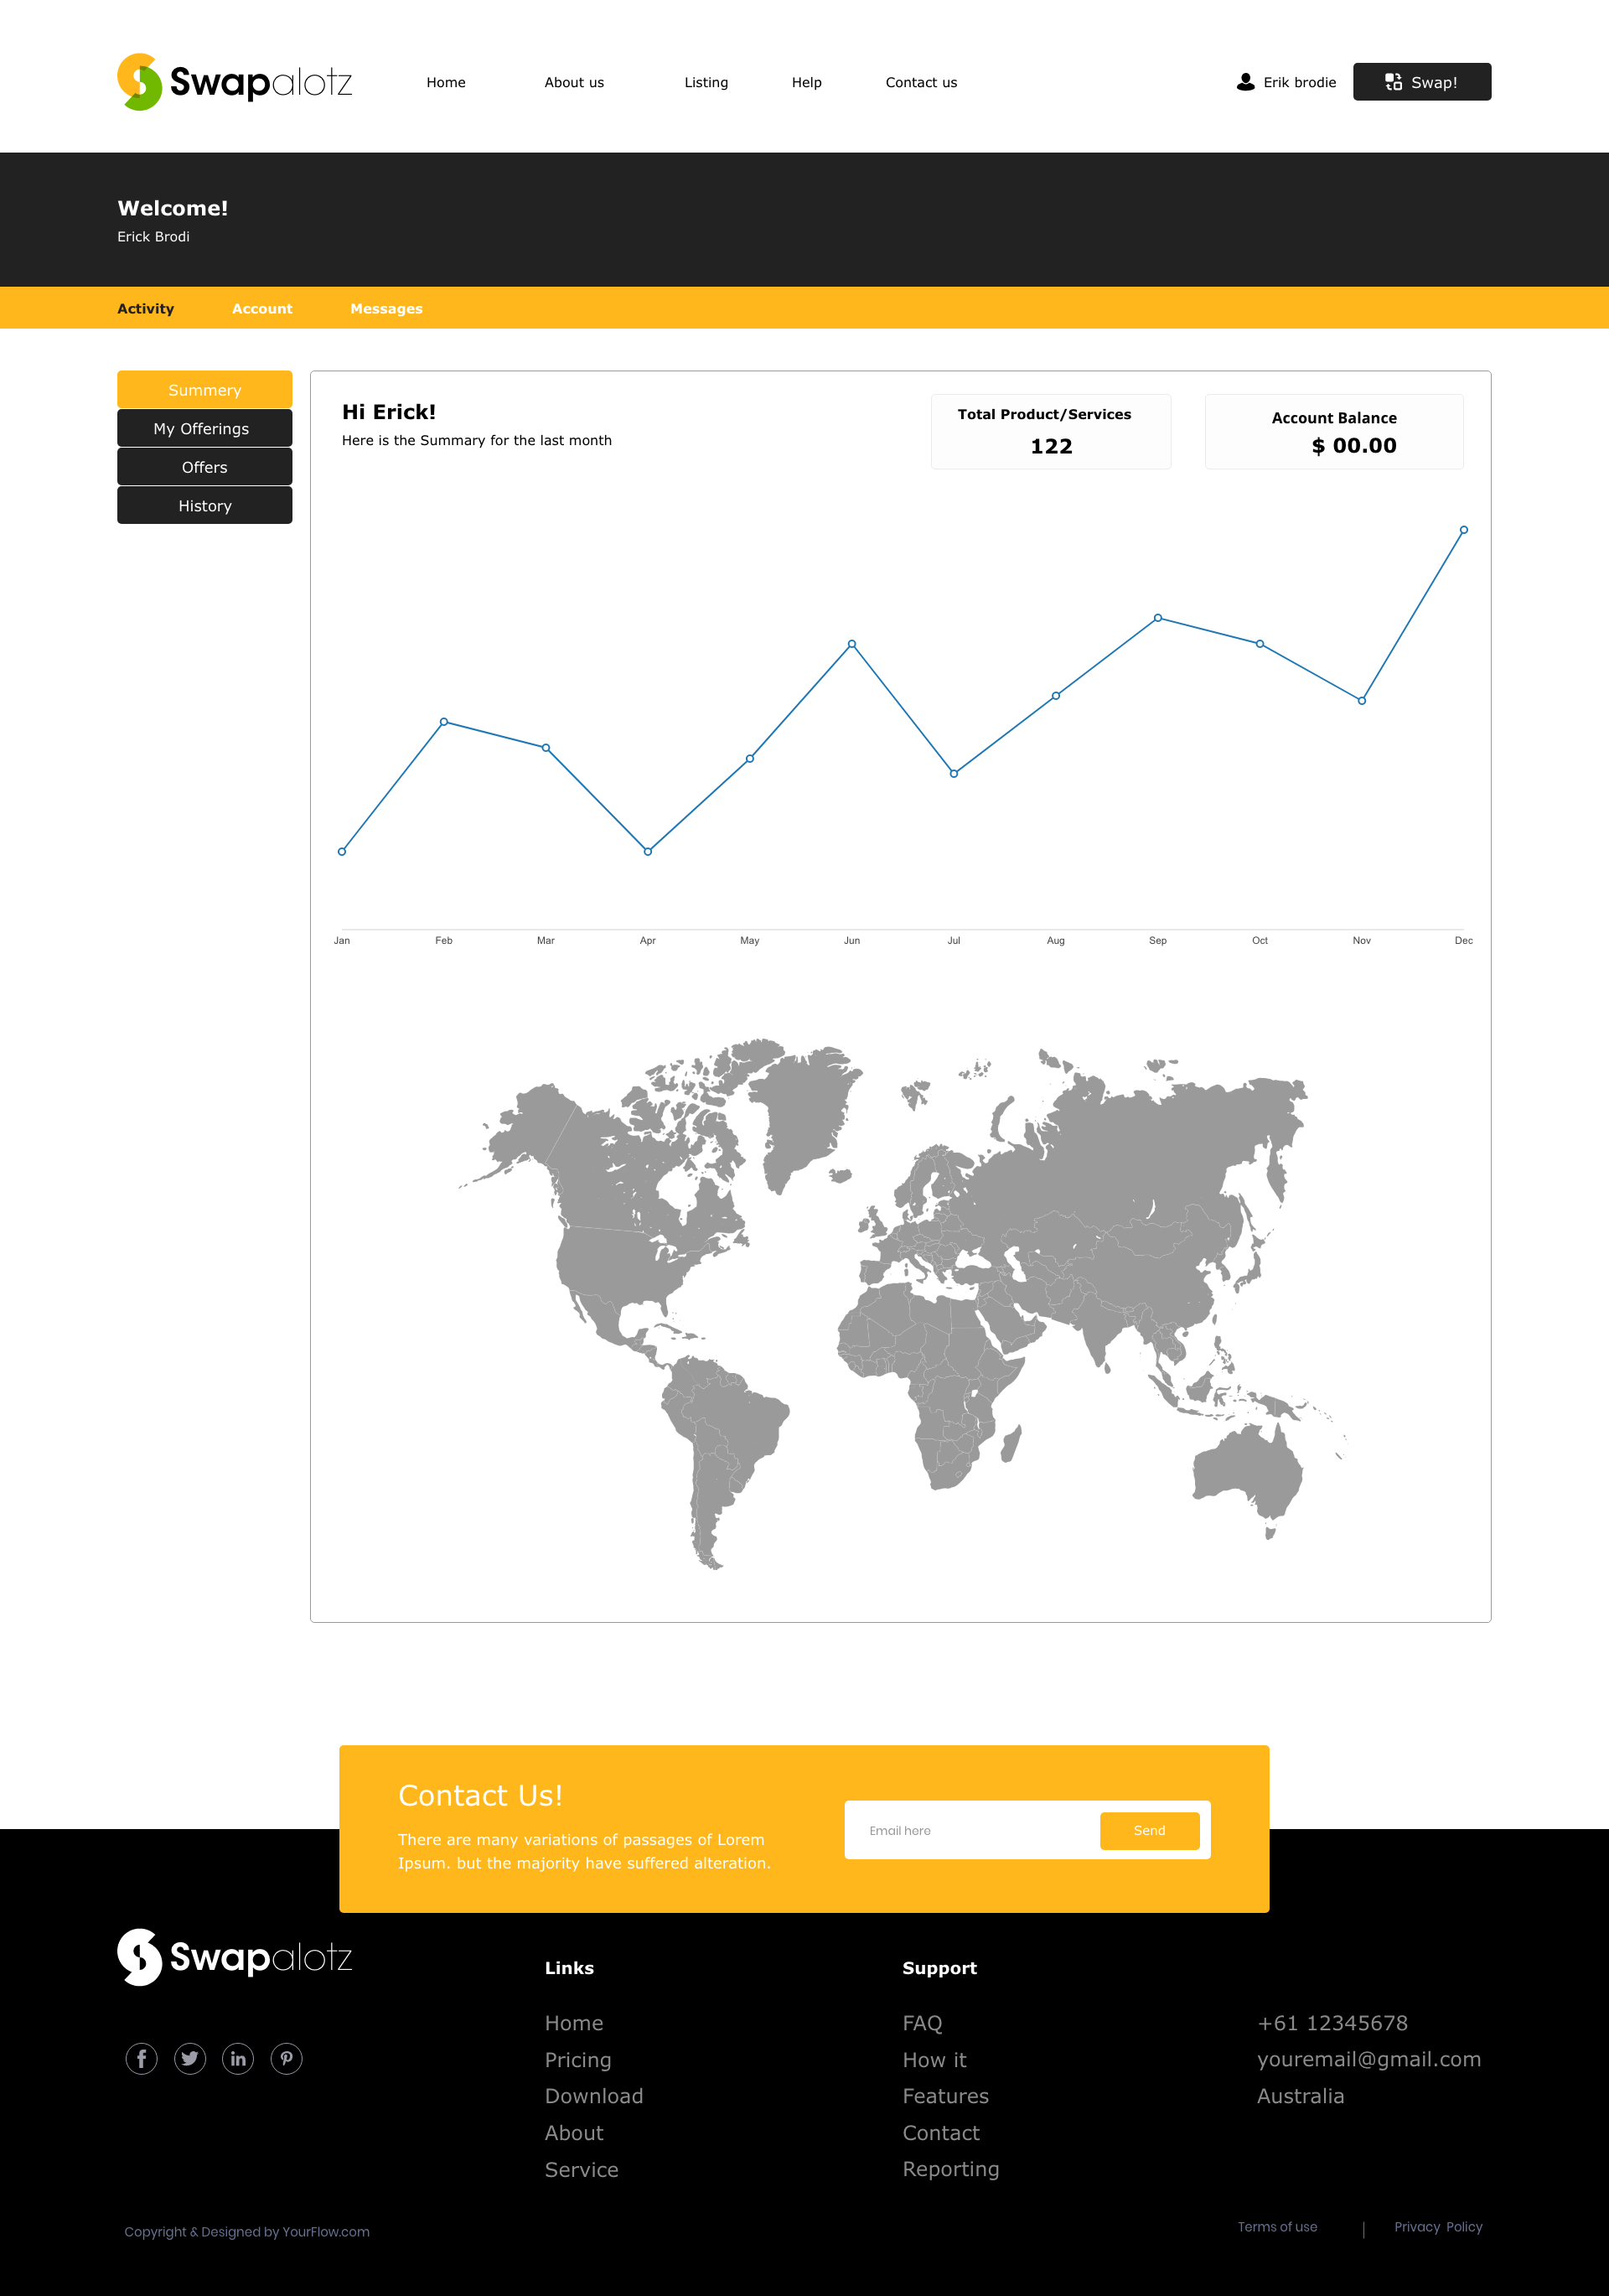 Swapalotz
Home
About us
Listing
Help
Contact us
Erik brodie
Swap!
Welcome!
Erick Brodi
Activity
Account
Messages
Summery
My Offerings
Offers
History
Hi Erick!
Here is the Summary for the last month
Total Product/Services
122
Account Balance
$ 00.00
Jan
Feb
Mar
Apr
May
Jun
Jul
Aug
Sep
Oct
Nov
Dec
Contact Us!
There are many variations of passages of Lorem
Ipsum. but the majority have suffered alteration.
Email here
Send
Swapalotz
Links
Home
Pricing
Download
About
Service
Support
FAQ
How it
Features
Contact
Reporting
+61 12345678
youremail@gmail.com
Australia
Copyright & Designed by YourFlow.com
Terms of use
|
Privacy Policy